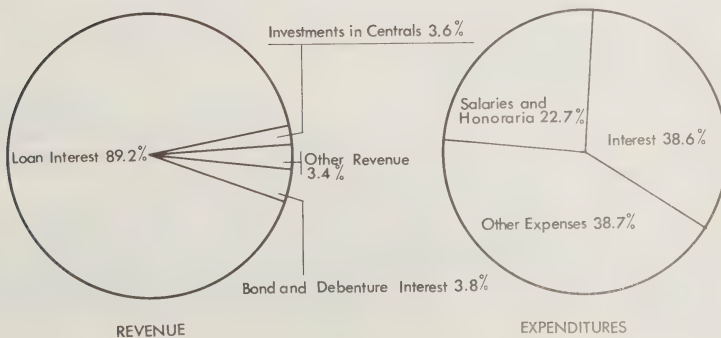 Investments in Centrals 3.6%
Loan Interest 89.2%
Other Revenue
3.4%
Bond and Debenture Interest 3.8%
REVENUE
Salaries and
Honoraria 22.7%
Interest 38.6%
Other Expenses 38.7%
EXPENDITURES